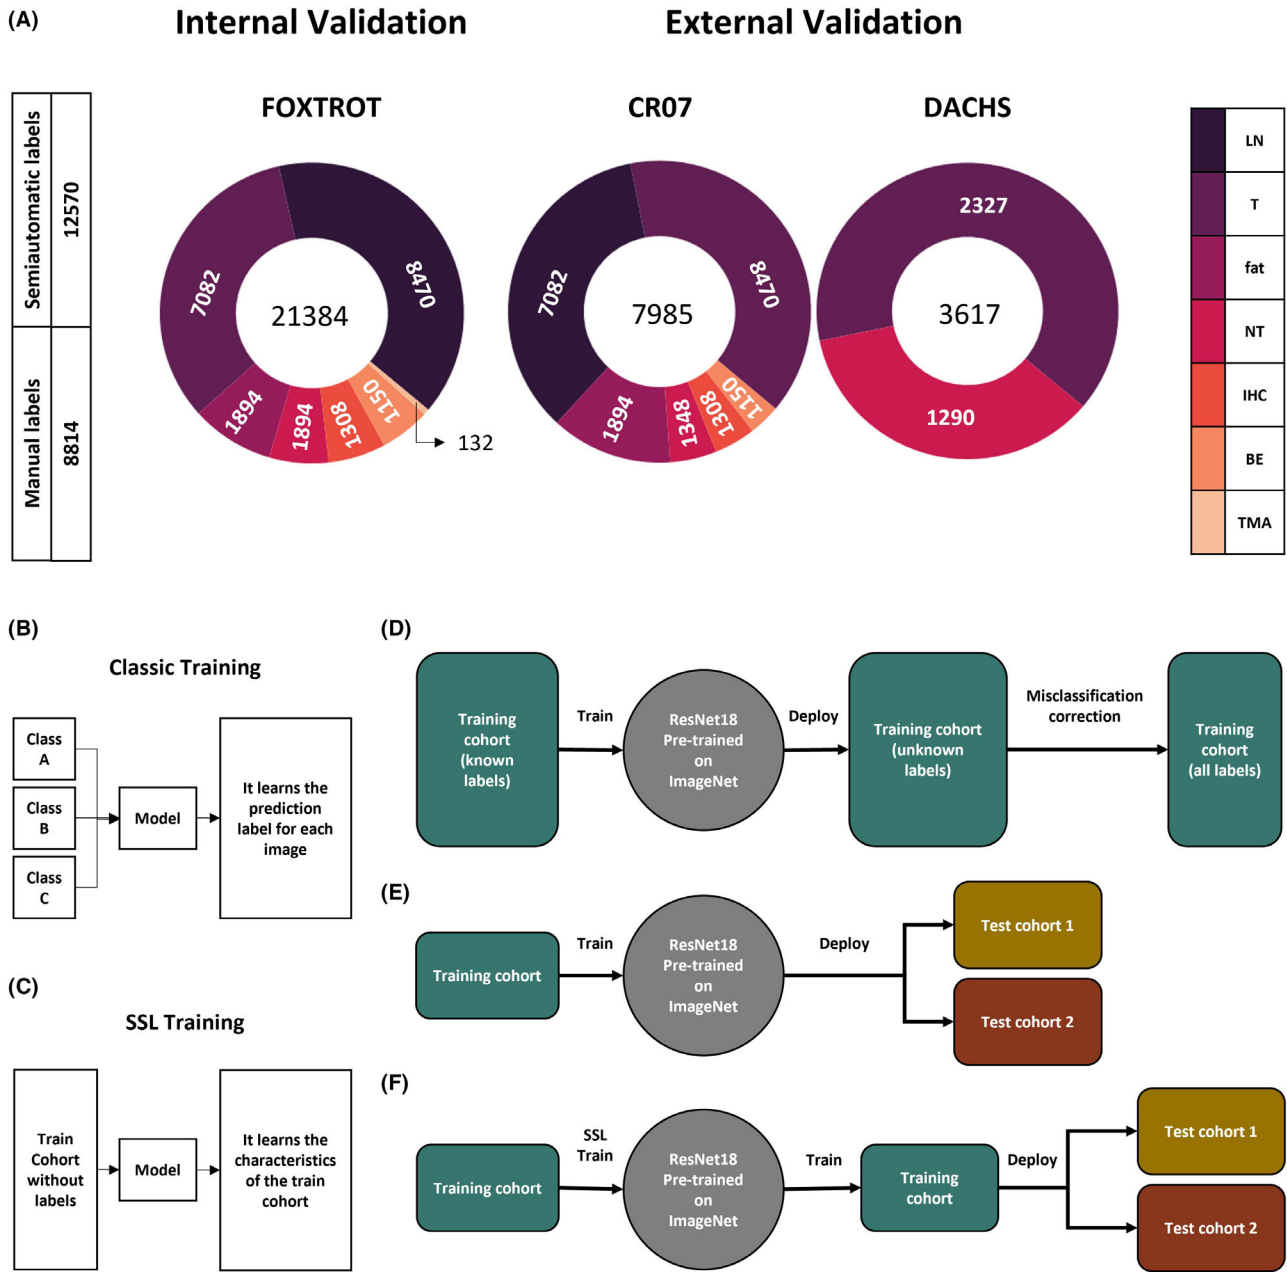 (A)
Internal Validation
External Validation
Semiautomatic labels
12570
Manual labels
8814
FOXTROT
7082
8470
21384
1894
1894
1308
1150
132
CR07
7082
8470
7985
1894
1348
1308
1150
DACHS
2327
3617
1290
LN
T
fat
NT
IHC
BE
TMA
(B)
Classic Training
Class
A
Class
B
Class
C
Model
It learns the
prediction
label for each
image
(C)
SSL Training
Train
Cohort
without
labels
Model
It learns the
characteristics
of the train
cohort
(D)
Training
cohort
(known
labels)
Train
ResNet18
Pre-trained
on
ImageNet
Deploy
Training cohort
(unknown
labels)
Misclassification
correction
Training
cohort
(all labels)
(E)
Training cohort
Train
ResNet18
Pre-trained
on
ImageNet
Deploy
Test cohort 1
Test cohort 2
(F)
Training cohort
SSL
Train
ResNet18
Pre-trained
on
ImageNet
Train
Training
cohort
Deploy
Test cohort 1
Test cohort 2